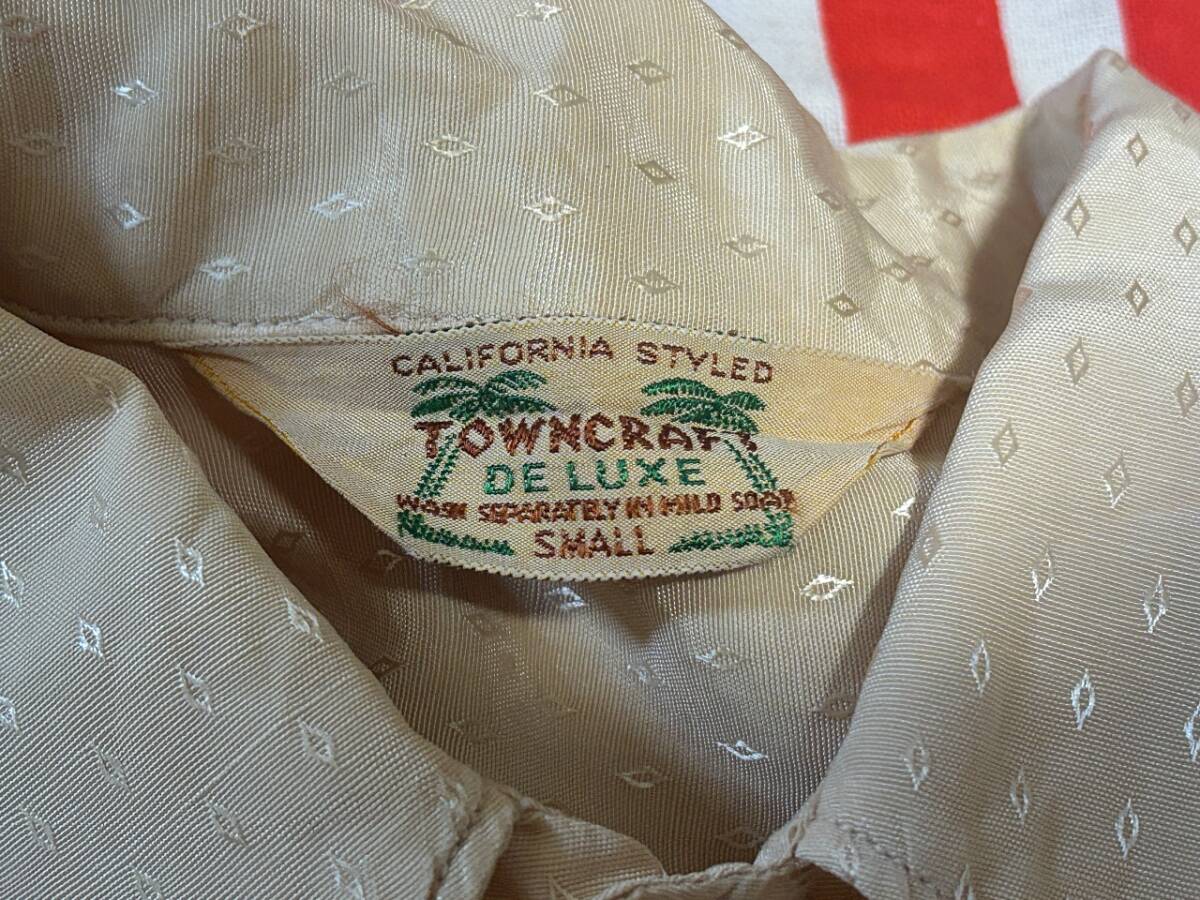 CALIFORNIA STYLED
TOWNCRAFT
DE LUXE
WASH SEPARATELY IN MILD SOAP
SMALL